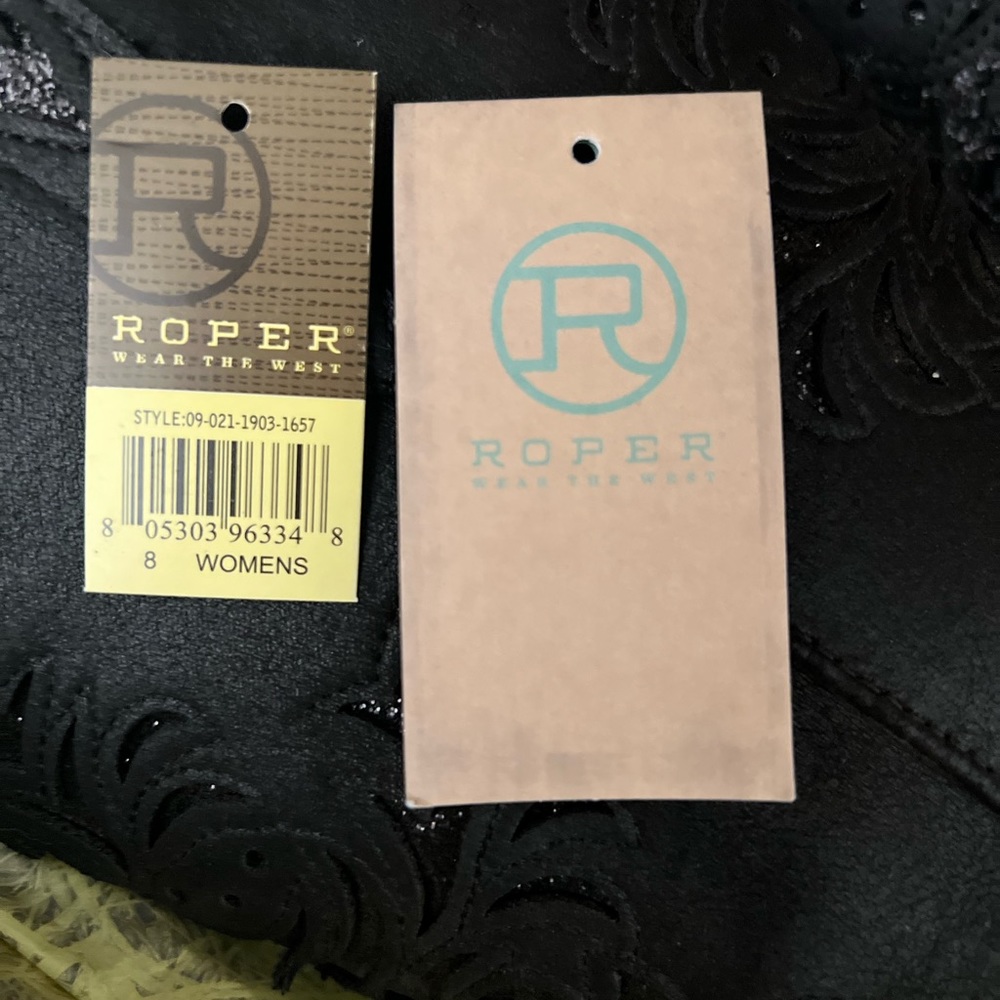 R
ROPER®
WEAR THE WEST
STYLE:09-021-1903-1657
8 05303 96334 8
8 WOMENS
R
ROPER
WEAR THE WEST